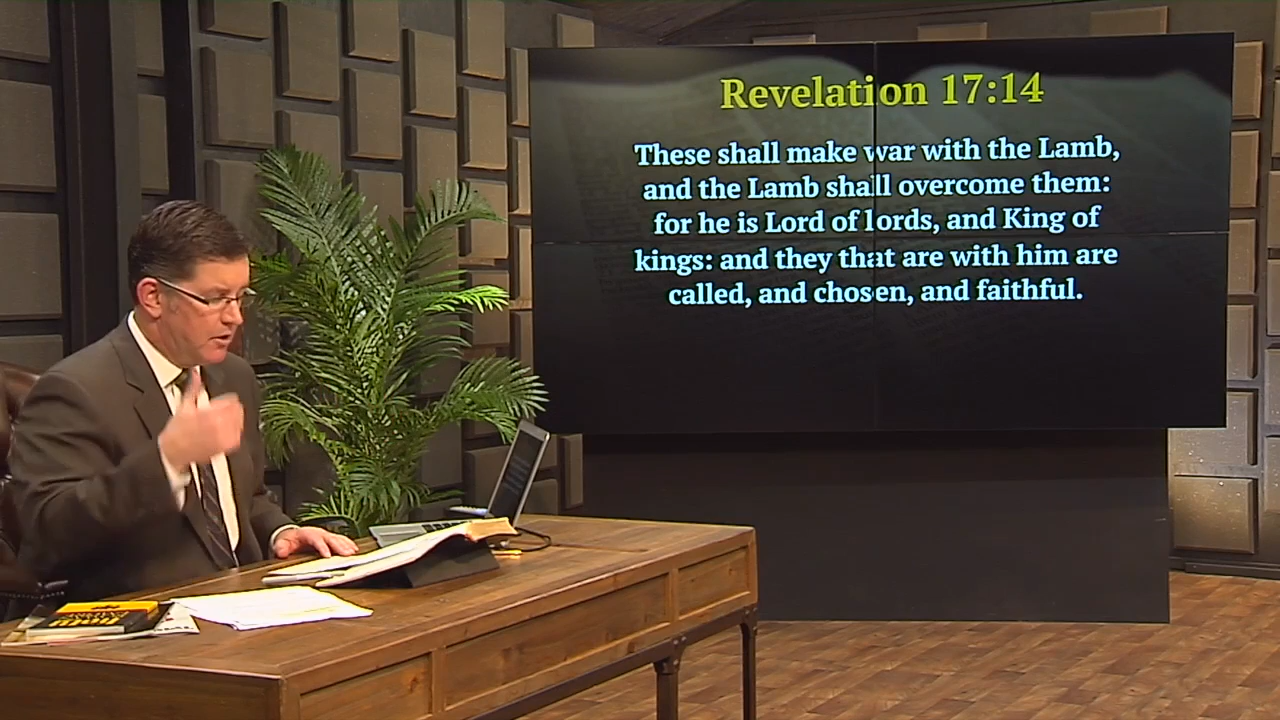 Revelation 17:14
These shall make war with the Lamb,
and the Lamb shall overcome them:
for he is Lord of lords, and King of
kings: and they that are with him are
called, and chosen, and faithful.